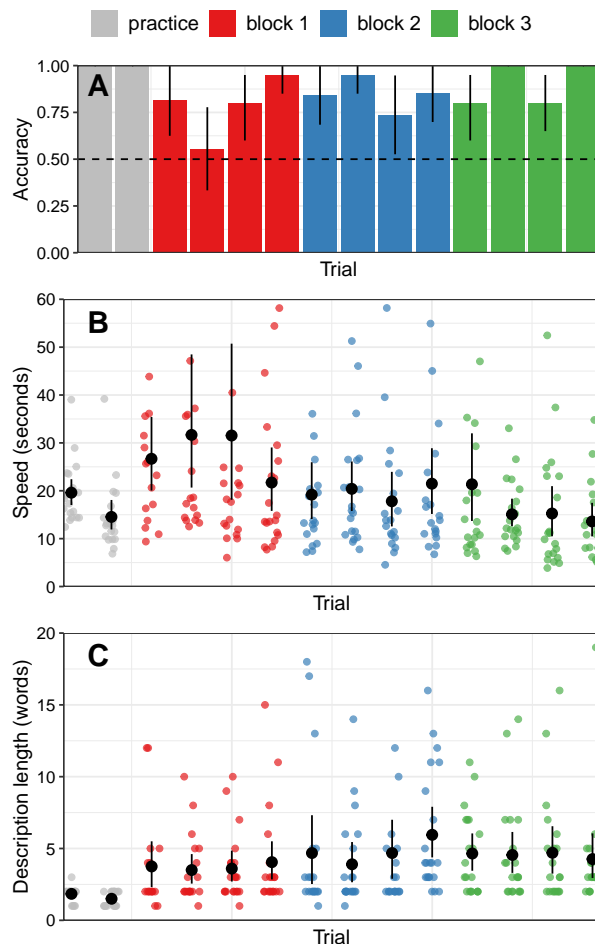 practice block 1 block 2 block 3
A
Accuracy
1.00
0.75
0.50
0.25
0.00
Trial
B
Speed (seconds)
60
50
40
30
20
10
0
Trial
C
Description length (words)
20
15
10
5
0
Trial